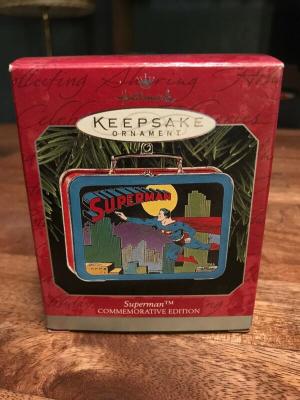 Hallmark
KEEPSAKE
ORNAMENT
SUPERMAN
Superman™
COMMEMORATIVE EDITION